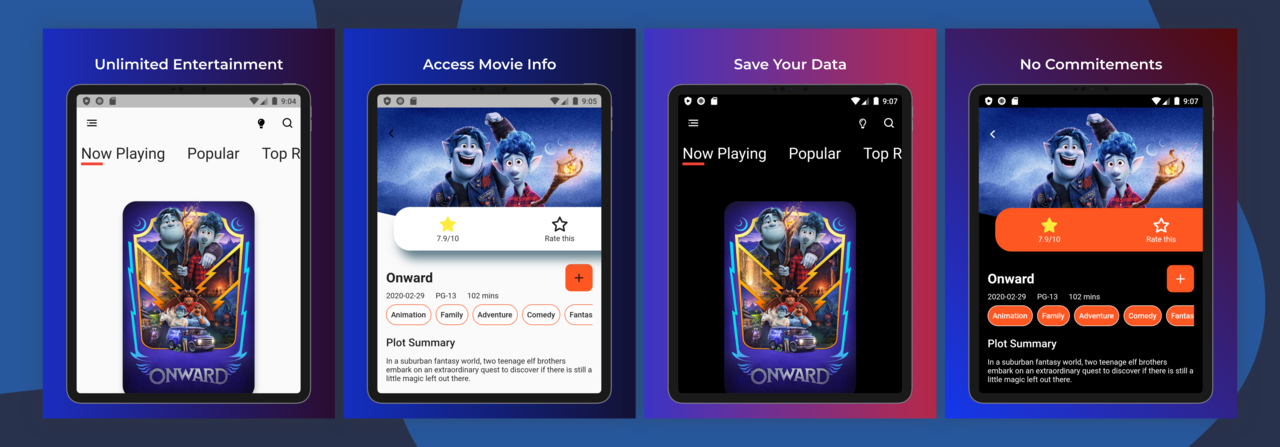 Unlimited Entertainment
9:04
Now Playing Popular Top R
ONWARD
Access Movie Info
9:05
7.9/10 Rate this
Onward
2020-02-29 PG-13 102 mins
Animation Family Adventure Comedy Fantas
Plot Summary
In a suburban fantasy world, two teenage elf brothers
embark on an extraordinary quest to discover if there is still a
little magic left out there.
Save Your Data
9:07
Now Playing Popular Top R
ONWARD
No Commitements
9:07
7.9/10 Rate this
Onward
2020-02-29 PG-13 102 mins
Animation Family Adventure Comedy Fantas
Plot Summary
In a suburban fantasy world, two teenage elf brothers
embark on an extraordinary quest to discover if there is still a
little magic left out there.